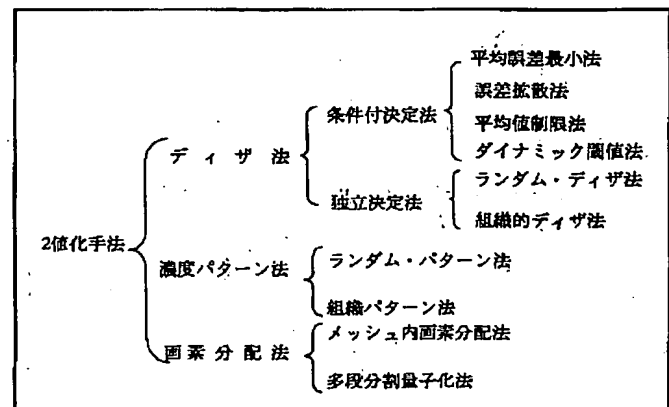 平均誤差最小法
誤差拡散法
条件付決定法
平均値制限法
ディザ法
ダイナミック閾値法
ランダム・ディザ法
独立決定法
組織的ディザ法
2値化手法
ランダム・パターン法
濃度パターン法
組織パターン法
メッシュ内画素分配法
画素分配法
多段分割量子化法